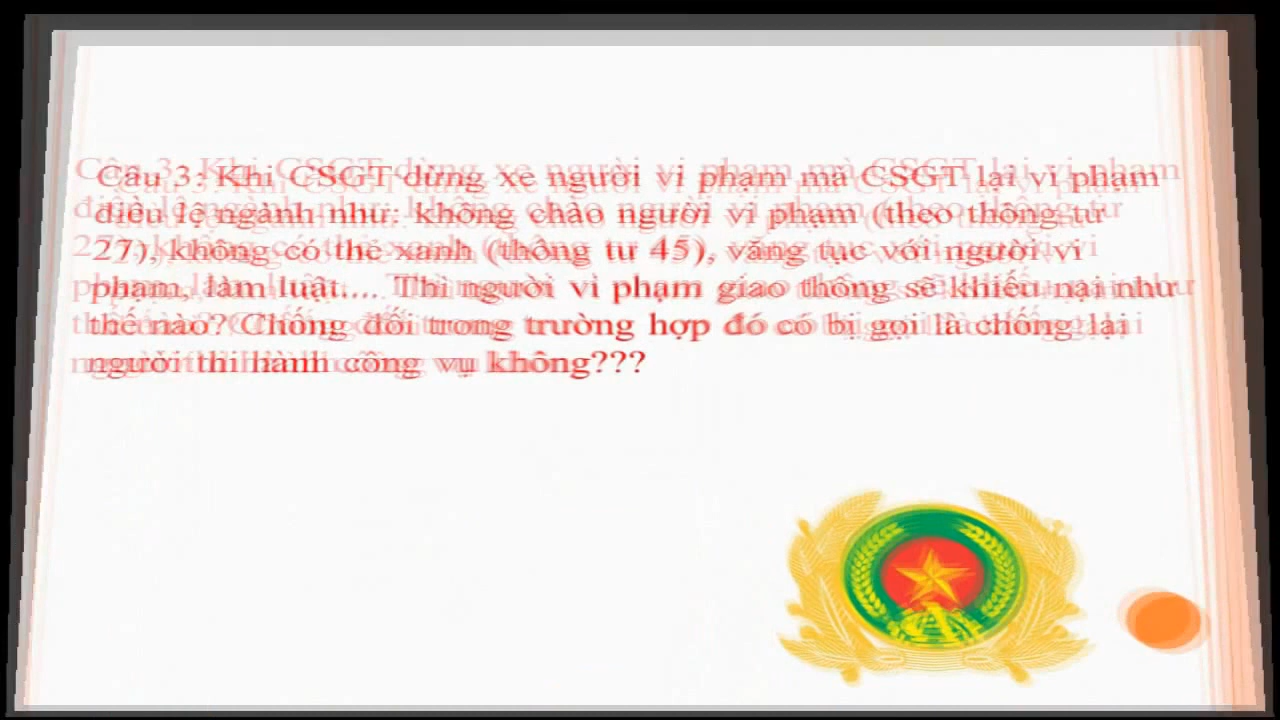 Câu 3: Khi CSGT dừng xe người vi phạm mà CSGT lại vi phạm
điều lệ ngành như: không chào người vi phạm (theo thông tư
27), không có thẻ xanh (thông tư 45), văng tục với người vi
phạm, làm luật.... Thì người vi phạm giao thông sẽ khiếu nại như
thế nào? Chống đối trong trường hợp đó có bị gọi là chống lại
người thi hành công vụ không???